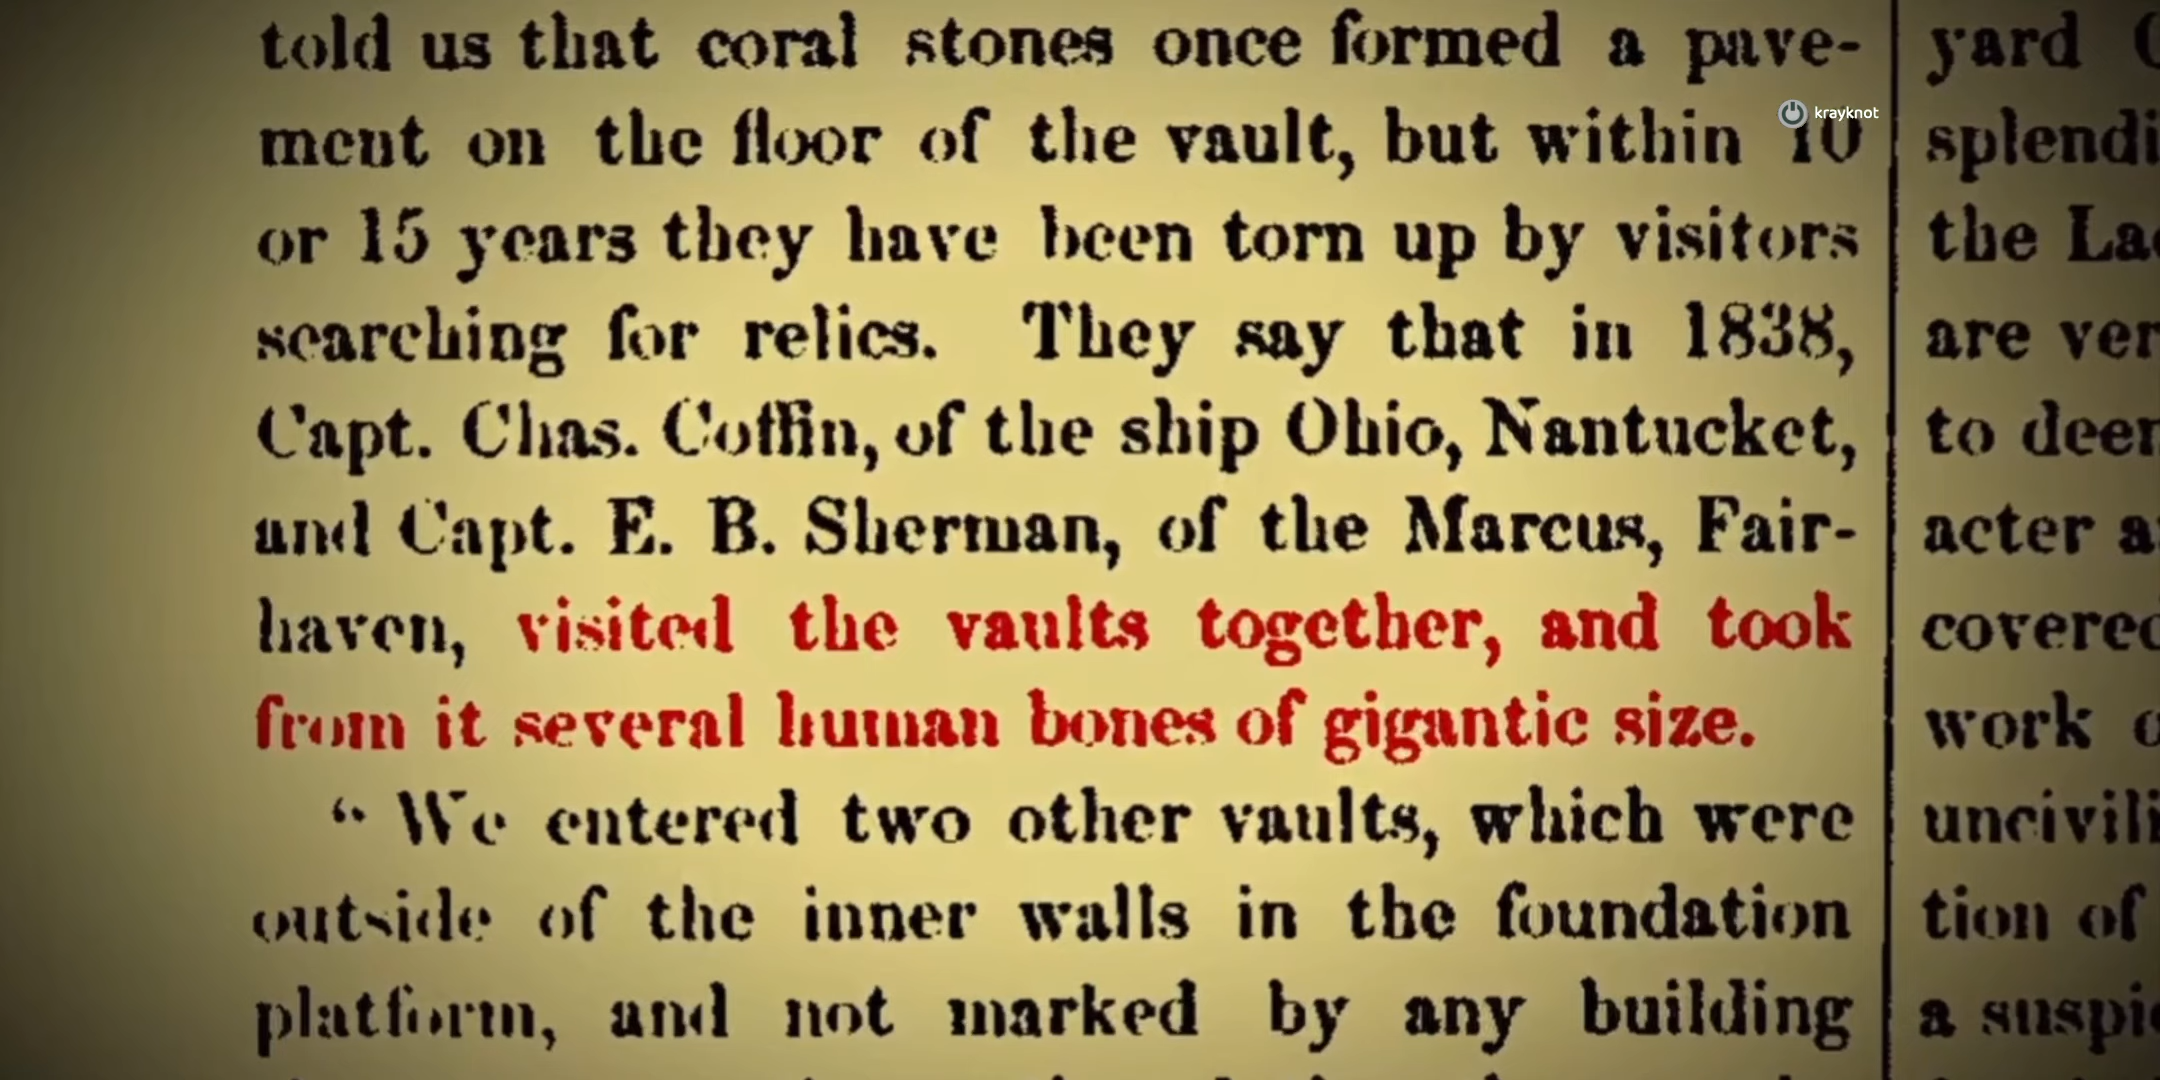 told us that coral stones once formed a pave-
ment on the floor of the vault, but within 10
or 15 years they have been torn up by visitors
searching for relics. They say that in 1838,
Capt. Chas. Coffin, of the ship Ohio, Nantucket,
and Capt. E. B. Sherman, of the Marcus, Fair-
haven, visited the vaults together, and took
from it several human bones of gigantic size.
“ We entered two other vaults, which were
outside of the inner walls in the foundation
platform, and not marked by any building
yard
splendi
the La
are ver
to deer
acter a
covered
work
uncivili
tion of
a suspi
krayknot